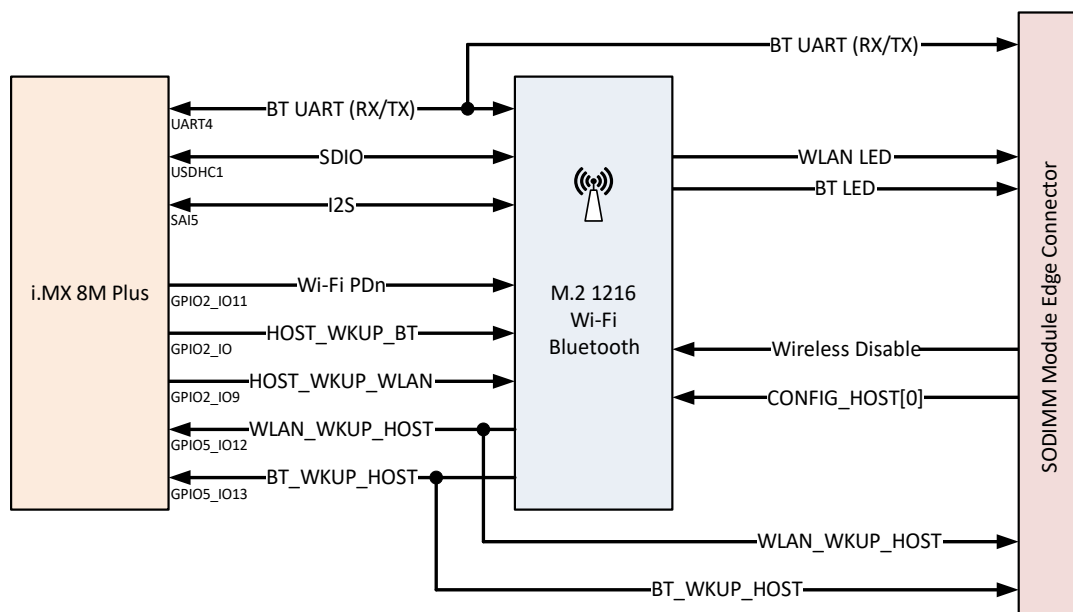 BT UART (RX/TX)
BT UART (RX/TX)
UART4
SDIO
USDHC1
WLAN LED
BT LED
I2S
SAI5
i.MX 8M Plus
Wi-Fi PDn
GPIO2_IO11
M.2 1216
Wi-Fi
Bluetooth
HOST_WKUP_BT
GPIO2_IO
Wireless Disable
HOST_WKUP_WLAN
GPIO2_IO9
CONFIG_HOST[0]
WLAN_WKUP_HOST
GPIO5_IO12
BT_WKUP_HOST
GPIO5_IO13
WLAN_WKUP_HOST
BT_WKUP_HOST
SODIMM Module Edge Connector